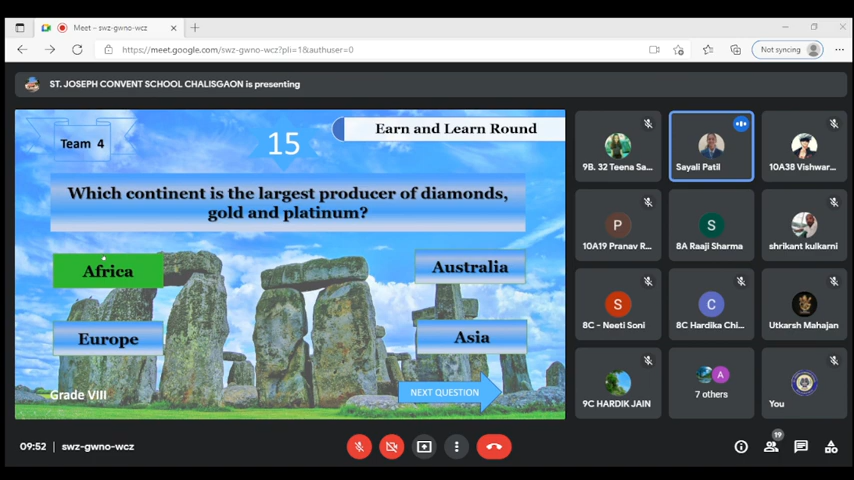 Meet – swz-gwno-wcz
https://meet.google.com/swz-gwno-wcz?pli=1&authuser=0
Not syncing
ST. JOSEPH CONVENT SCHOOL CHALISGAON is presenting
Team 4
15
Earn and Learn Round
Which continent is the largest producer of diamonds,
gold and platinum?
Africa
Australia
Europe
Asia
Grade VIII
NEXT QUESTION
9B. 32 Teena Sa...
Sayali Patil
10A38 Vishwar...
P
10A19 Pranav R...
S
8A Raaji Sharma
shrikant kulkarni
S
8C - Neeti Soni
C
8C Hardika Chi...
Utkarsh Mahajan
9C HARDIK JAIN
A
7 others
You
09:52 | swz-gwno-wcz
19